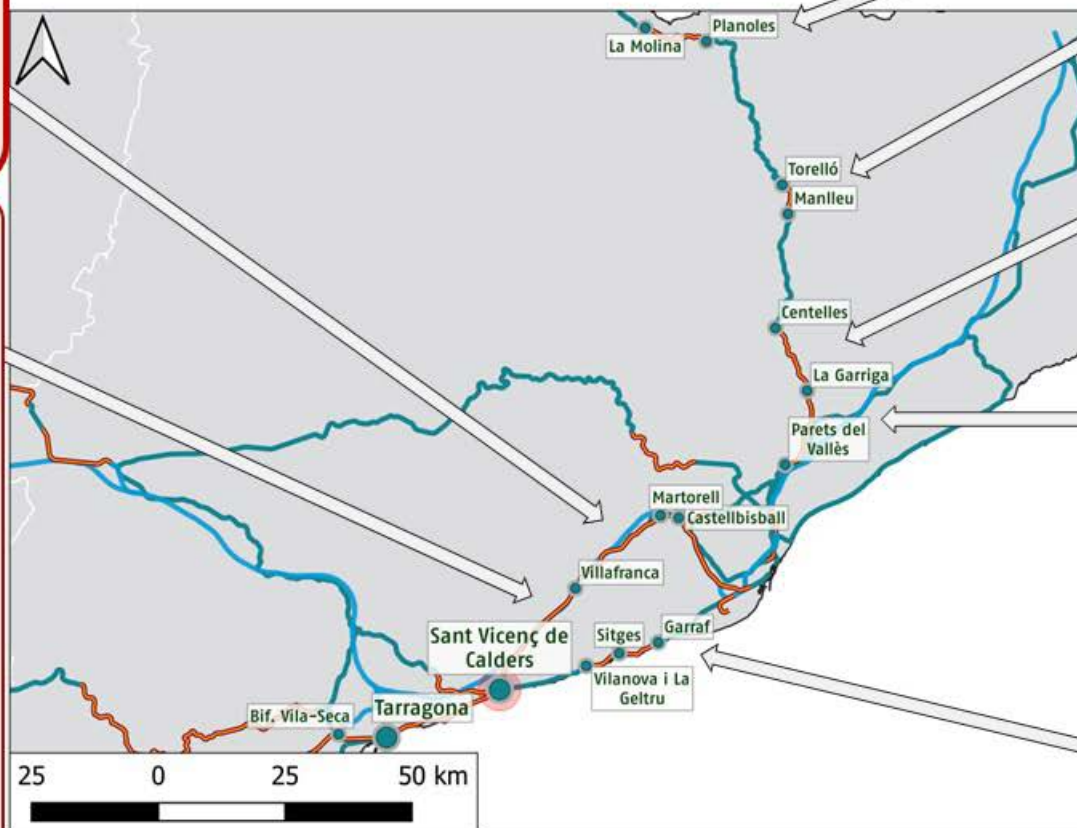 Planoles
La Molina
Torelló
Manlleu
Centelles
La Garriga
Parets del
Vallès
Martorell
Castellbisball
Villafranca
Sant Vicenç de
Calders
Sitges
Garraf
Vilanova i La
Geltru
Bif. Vila-Seca
Tarragona
25 0 25 50 km